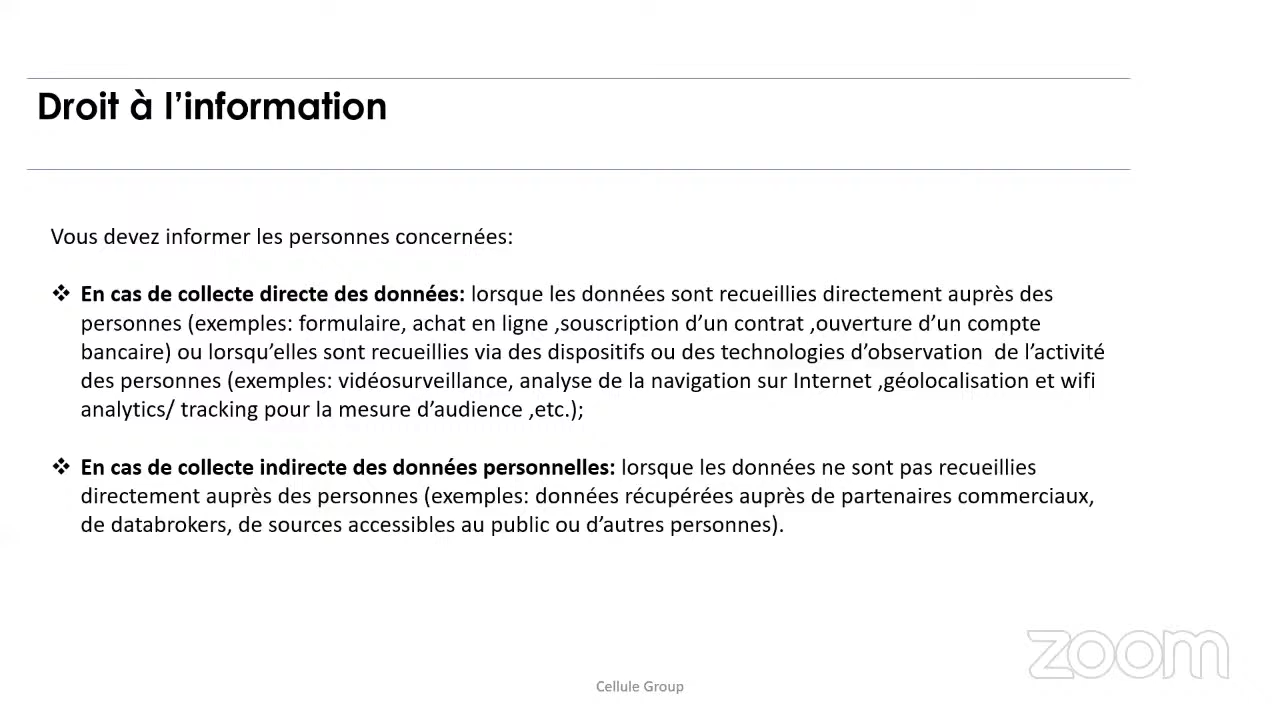 Droit à l’information
Vous devez informer les personnes concernées:
❖ En cas de collecte directe des données: lorsque les données sont recueillies directement auprès des
personnes (exemples: formulaire, achat en ligne ,souscription d’un contrat ,ouverture d’un compte
bancaire) ou lorsqu’elles sont recueillies via des dispositifs ou des technologies d’observation  de l’activité
des personnes (exemples: vidéosurveillance, analyse de la navigation sur Internet ,géolocalisation et wifi
analytics/ tracking pour la mesure d’audience ,etc.);
❖ En cas de collecte indirecte des données personnelles: lorsque les données ne sont pas recueillies
directement auprès des personnes (exemples: données récupérées auprès de partenaires commerciaux,
de databrokers, de sources accessibles au public ou d’autres personnes).
zoom
Cellule Group